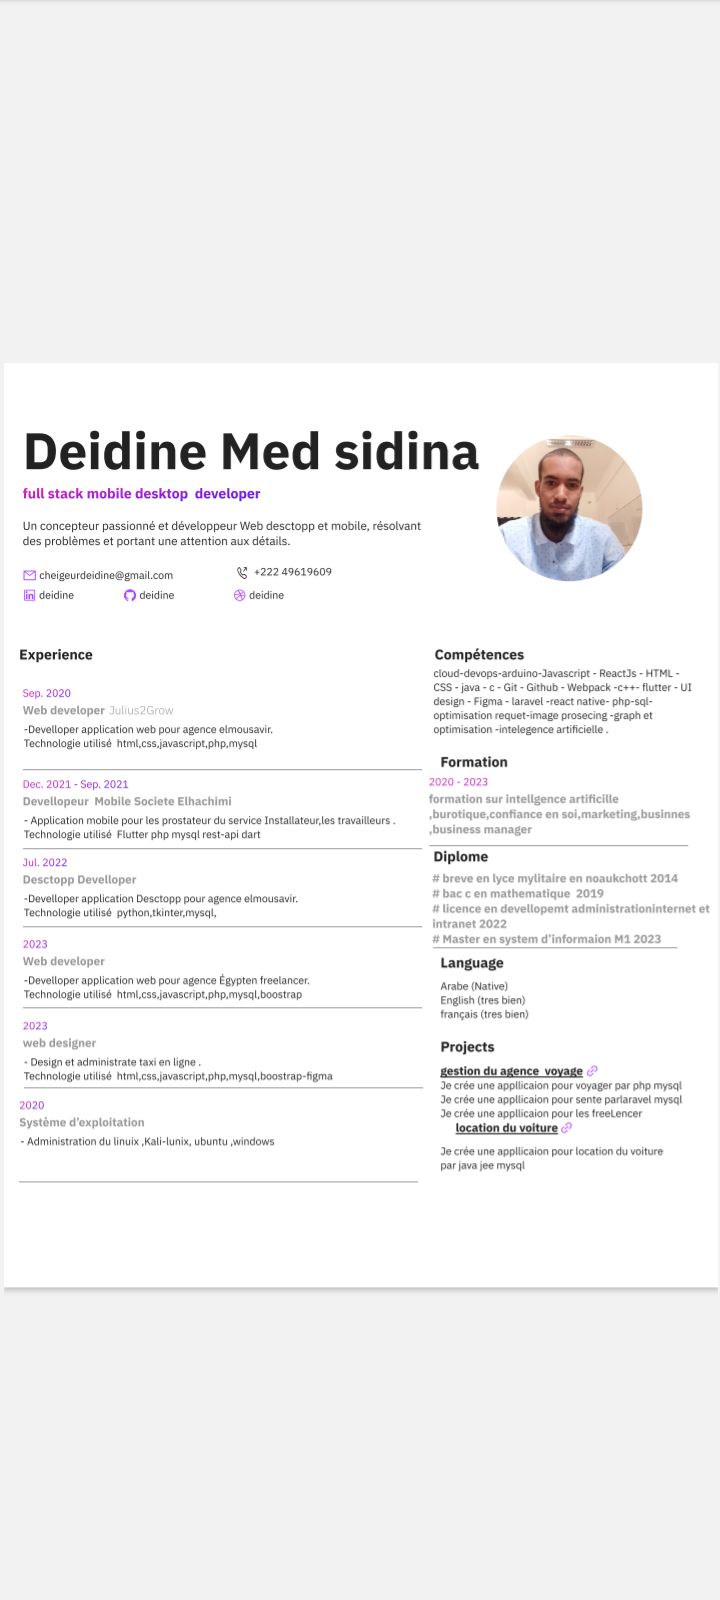 Deidine Med sidina
full stack mobile desktop developer
Un concepteur passionné et développeur Web desctopp et mobile, résolvant
des problèmes et portant une attention aux détails.
cheigeurdeidine@gmail.com
+222 49619609
deidine
deidine
deidine
Experience
Sep. 2020
Web developer Julius2Grow
-Develloper application web pour agence elmousavir.
Technologie utilisé html,css,javascript,php,mysql
Dec. 2021 - Sep. 2021
Devellopeur Mobile Societe Elhachimi
- Application mobile pour les prostateur du service Installateur,les travailleurs .
Technologie utilisé Flutter php mysql rest-api dart
Jul. 2022
Desctopp Develloper
-Develloper application Desctopp pour agence elmousavir.
Technologie utilisé python,tkinter,mysql,
2023
Web developer
-Develloper application web pour agence Égypten freelancer.
Technologie utilisé html,css,javascript,php,mysql,boostrap
2023
web designer
- Design et administrate taxi en ligne .
Technologie utilisé html,css,javascript,php,mysql,boostrap-figma
2020
Système d'exploitation
- Administration du linuix ,Kali-lunix, ubuntu ,windows
Compétences
cloud-devops-arduino-Javascript - ReactJs - HTML -
CSS - java - c - Git - Github - Webpack -c++- flutter - UI
design - Figma - laravel -react native- php-sql-
optimisation requet-image prosecing -graph et
optimisation -intelegence artificielle .
Formation
2020 - 2023
formation sur intellgence artificille
,burotique,confiance en soi,marketing,businnes
,business manager
Diplome
# breve en lyce mylitaire en noaukchott 2014
# bac c en mathematique 2019
# licence en devellopemt administrationinternet et
intranet 2022
# Master en system d'informaion M1 2023
Language
Arabe (Native)
English (tres bien)
français (tres bien)
Projects
gestion du agence voyage
Je crée une appllicaion pour voyager par php mysql
Je crée une appllicaion pour sente parlaravel mysql
Je crée une appllicaion pour les freeLencer
location du voiture
Je crée une appllicaion pour location du voiture
par java jee mysql